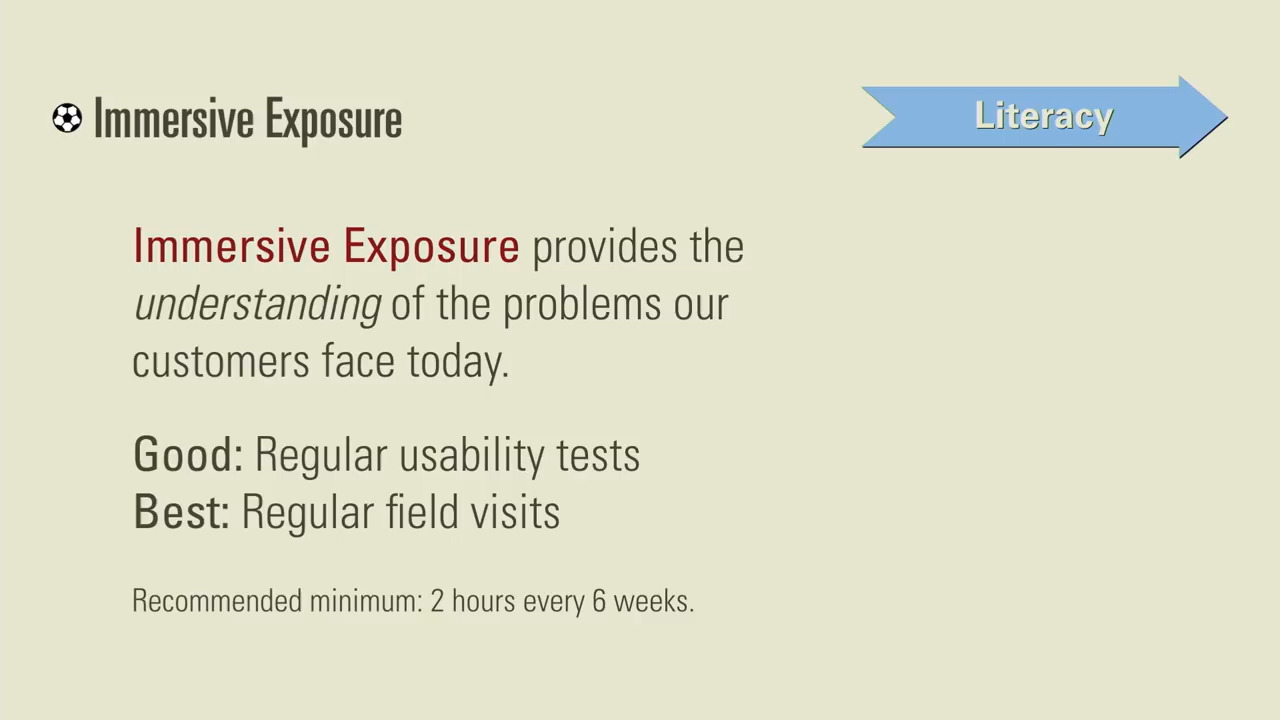 Immersive Exposure
Literacy
Immersive Exposure provides the
understanding of the problems our
customers face today.
Good: Regular usability tests
Best: Regular field visits
Recommended minimum: 2 hours every 6 weeks.